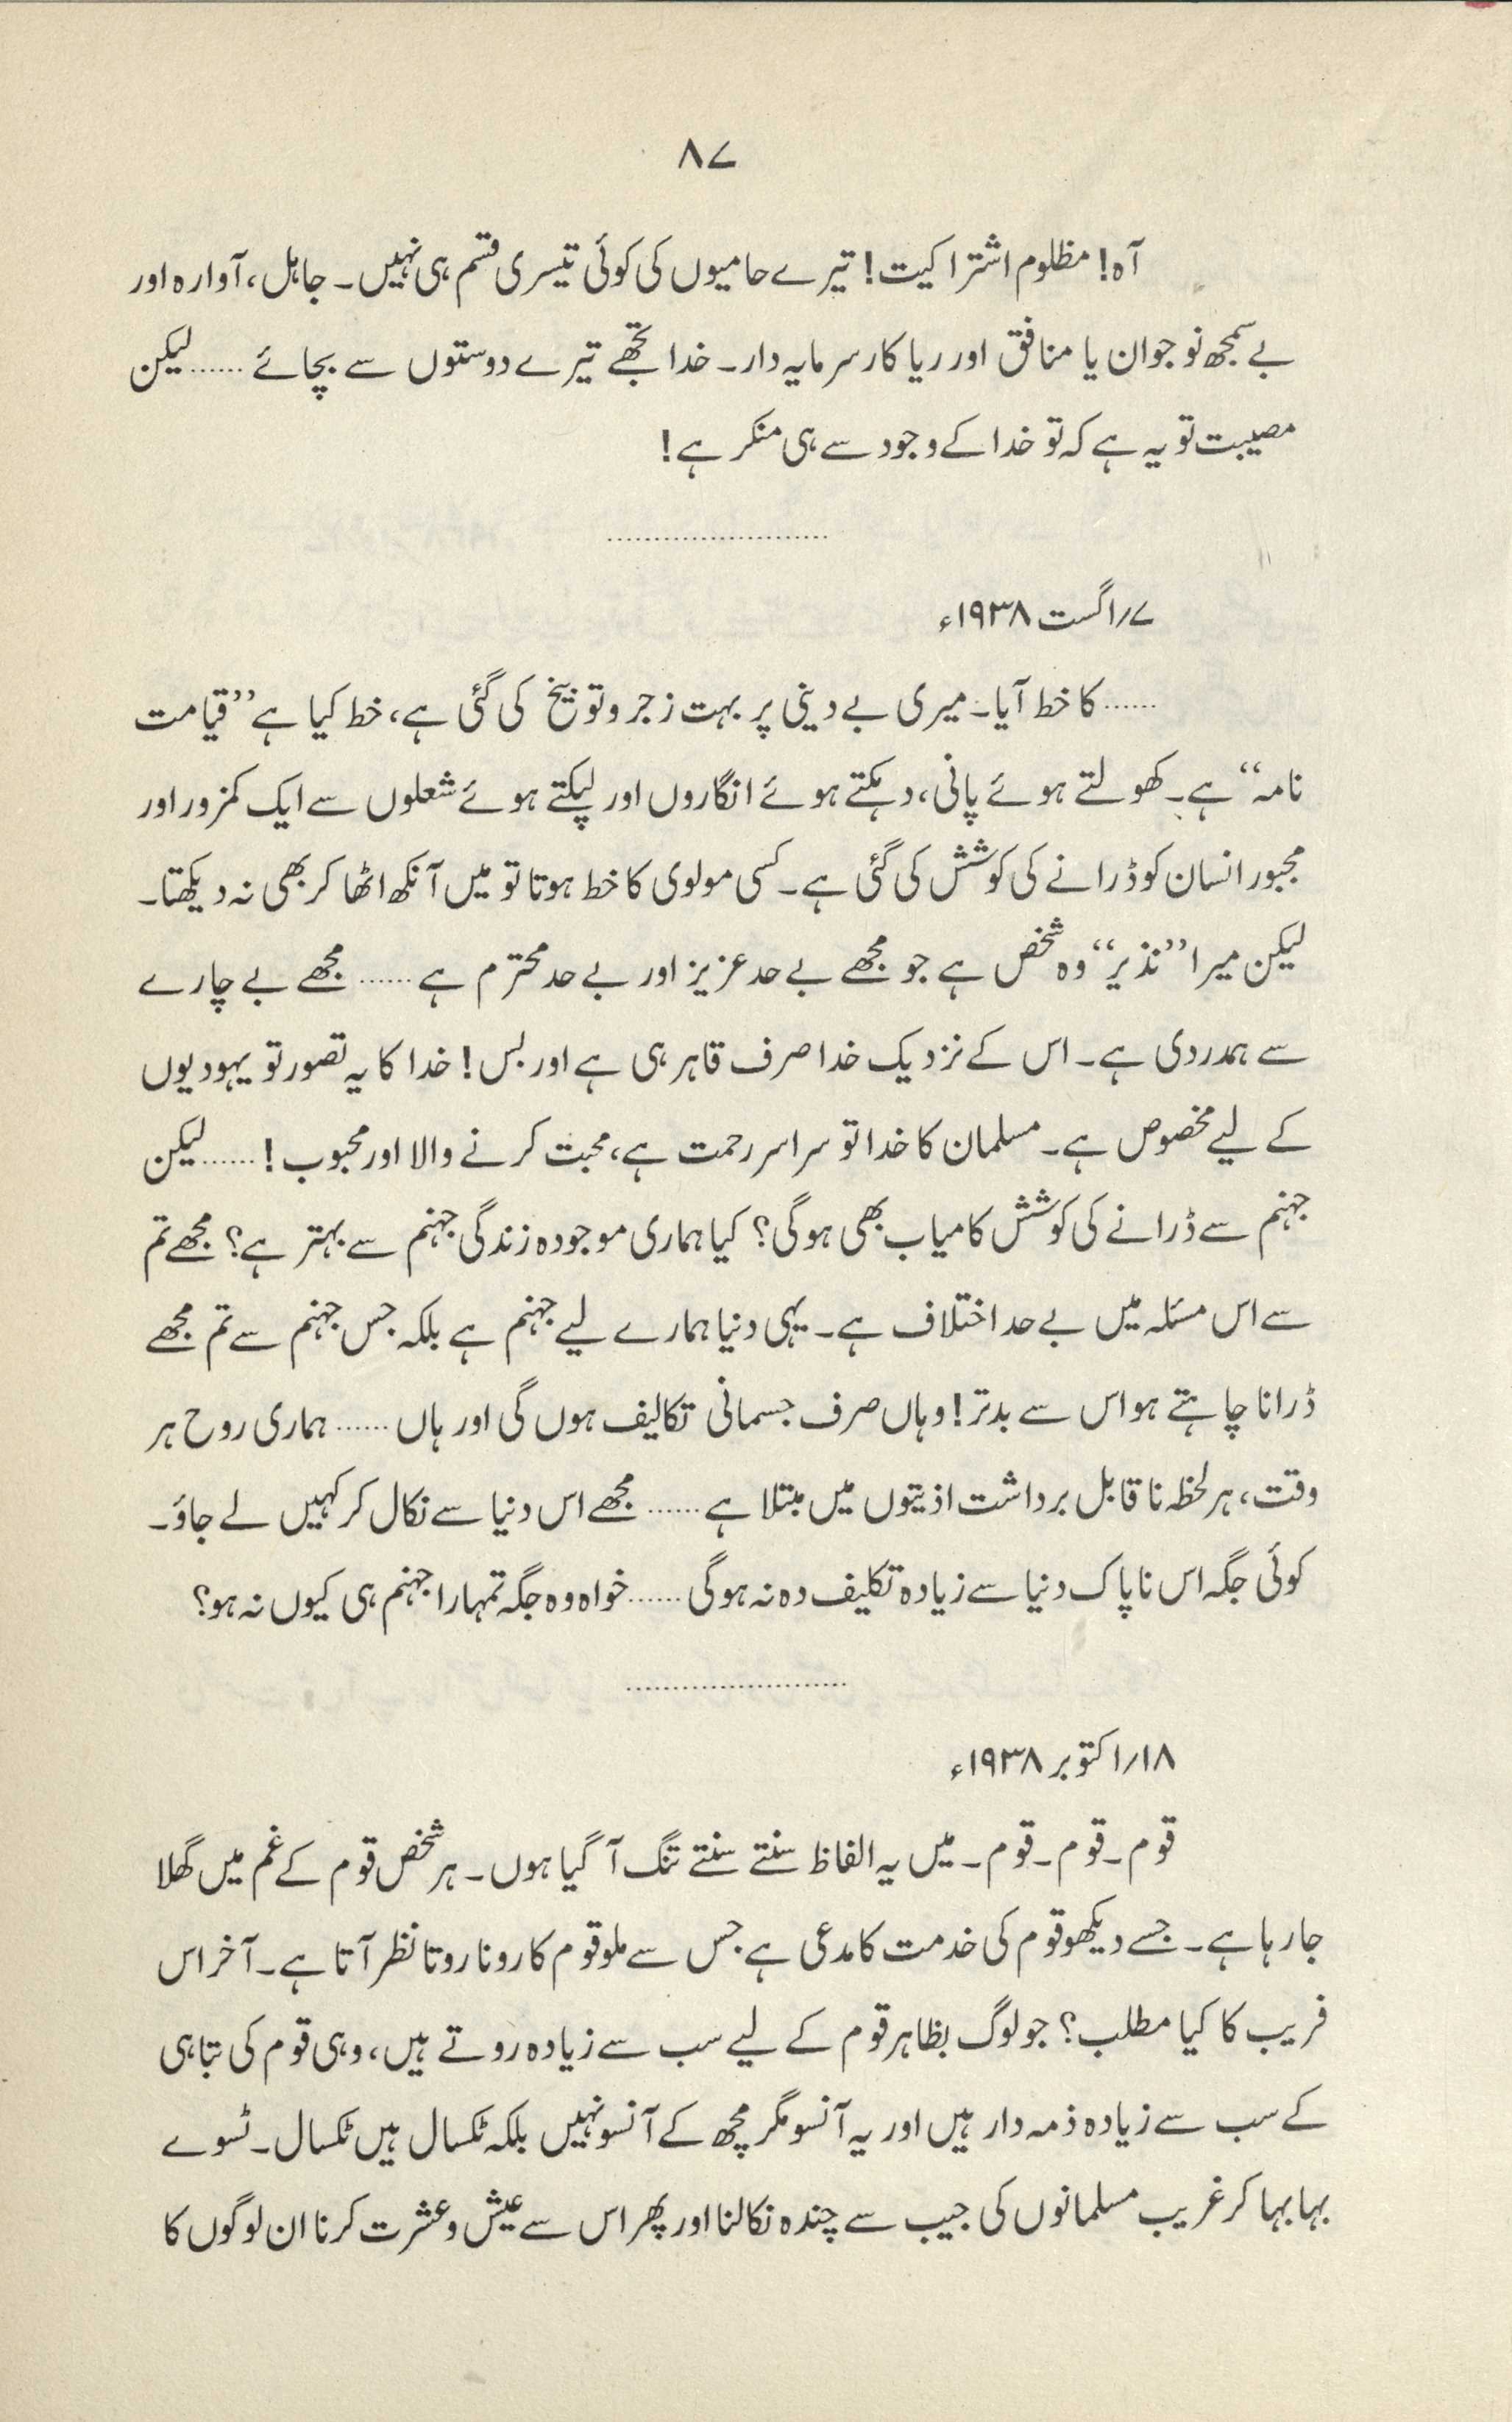 ۸۷
آہ! مظلوم اشتراکیت! تیرے حامیوں کی کوئی تیسری قسم ہی نہیں۔ جاہل، آوارہ اور
بے سمجھ نوجوان یا منافق اور ریاکار سرمایہ دار۔ خدا تجھے تیرے دوستوں سے بچائے ...... لیکن
مصیبت تو یہ ہے کہ تو خدا کے وجود سے ہی منکر ہے!
........................
۷؍اگست ۱۹۳۸ء
...... کا خط آیا۔ میری بے دینی پر بہت زجر و توبیخ کی گئی ہے، خط کیا ہے ’’قیامت
نامہ‘‘ ہے۔ کھولتے ہوئے پانی، دہکتے ہوئے انگاروں اور لپکتے ہوئے شعلوں سے ایک کمزور اور
مجبور انسان کو ڈرانے کی کوشش کی گئی ہے۔ کسی مولوی کا خط ہوتا تو میں آنکھ اٹھا کر بھی نہ دیکھتا۔
لیکن میرا ’’نذیر‘‘ وہ شخص ہے جو مجھے بے حد عزیز اور بے حد محترم ہے ...... مجھے بے چارے
سے ہمدردی ہے۔ اس کے نزدیک خدا صرف قاہر ہی ہے اور بس! خدا کا یہ تصور تو یہودیوں
کے لیے مخصوص ہے۔ مسلمان کا خدا تو سراسر رحمت ہے، محبت کرنے والا اور محبوب! ...... لیکن
جہنم سے ڈرانے کی کوشش کامیاب بھی ہوگی؟ کیا ہماری موجودہ زندگی جہنم سے بہتر ہے؟ مجھے تم
سے اس مسئلہ میں بے حد اختلاف ہے۔ یہی دنیا ہمارے لیے جہنم ہے بلکہ جس جہنم سے تم مجھے
ڈرانا چاہتے ہو اس سے بدتر! وہاں صرف جسمانی تکالیف ہوں گی اور ہاں ...... ہماری روح ہر
وقت، ہر لحظہ ناقابل برداشت اذیتوں میں مبتلا ہے ...... مجھے اس دنیا سے نکال کر کہیں لے جاؤ۔
کوئی جگہ اس ناپاک دنیا سے زیادہ تکلیف دہ نہ ہوگی ...... خواہ وہ جگہ تمہارا جہنم ہی کیوں نہ ہو؟
........................
۱۸؍اکتوبر ۱۹۳۸ء
قوم۔ قوم۔ قوم۔ میں یہ الفاظ سنتے سنتے تنگ آ گیا ہوں۔ ہر شخص قوم کے غم میں گھلا
جا رہا ہے۔ جسے دیکھو قوم کی خدمت کا مدعی ہے جس سے ملو قوم کا رونا روتا نظر آتا ہے۔ آخر اس
فریب کا کیا مطلب؟ جو لوگ بظاہر قوم کے لیے سب سے زیادہ روتے ہیں، وہی قوم کی تباہی
کے سب سے زیادہ ذمہ دار ہیں اور یہ آنسو مگرمچھ کے آنسو نہیں بلکہ ٹکسال ہیں ٹکسال۔ ٹسوے
بہا بہا کر غریب مسلمانوں کی جیب سے چندہ نکالنا اور پھر اس سے عیش و عشرت کرنا ان لوگوں کا